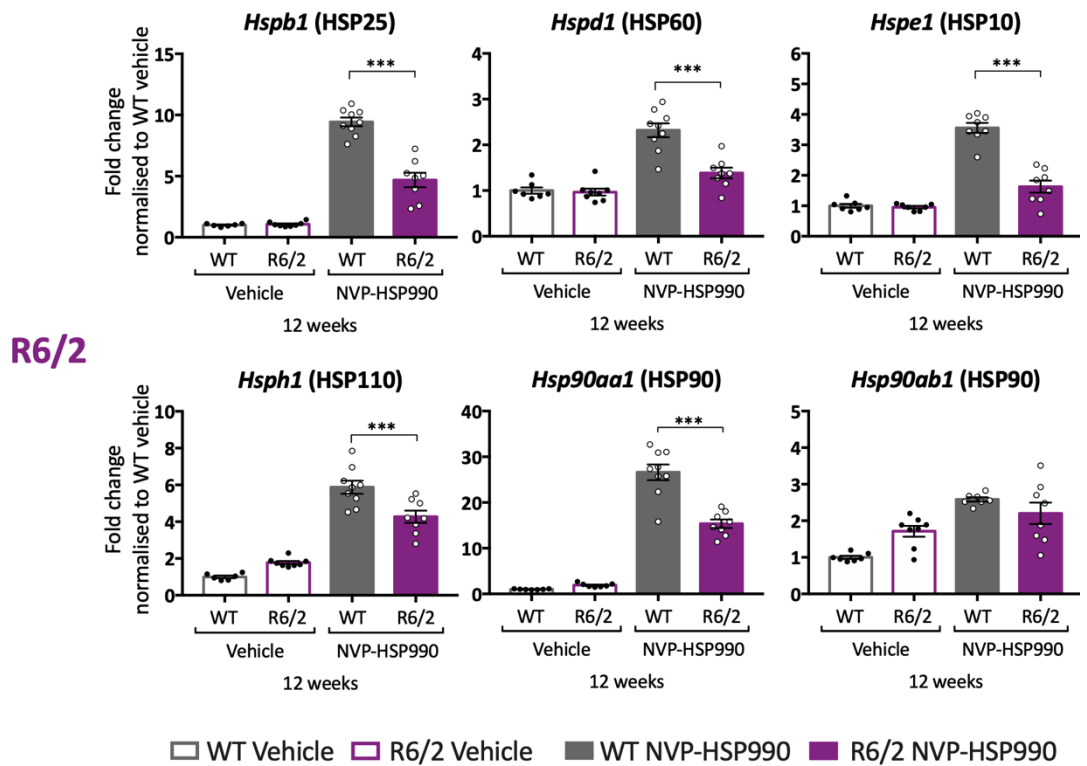 Hspb1 (HSP25)
Hspd1 (HSP60)
Hspe1 (HSP10)
Fold change
normalised to WT vehicle
15
10
5
0
***
WT R6/2 WT R6/2
Vehicle NVP-HSP990
12 weeks
4
3
2
1
0
***
WT R6/2 WT R6/2
Vehicle NVP-HSP990
12 weeks
6
5
4
3
2
1
0
***
WT R6/2 WT R6/2
Vehicle NVP-HSP990
12 weeks
R6/2
Hsph1 (HSP110)
Hsp90aa1 (HSP90)
Hsp90ab1 (HSP90)
Fold change
normalised to WT vehicle
10
8
6
4
2
0
***
WT R6/2 WT R6/2
Vehicle NVP-HSP990
12 weeks
40
30
20
10
0
***
WT R6/2 WT R6/2
Vehicle NVP-HSP990
12 weeks
5
4
3
2
1
0
WT R6/2 WT R6/2
Vehicle NVP-HSP990
12 weeks
WT Vehicle R6/2 Vehicle WT NVP-HSP990 R6/2 NVP-HSP990